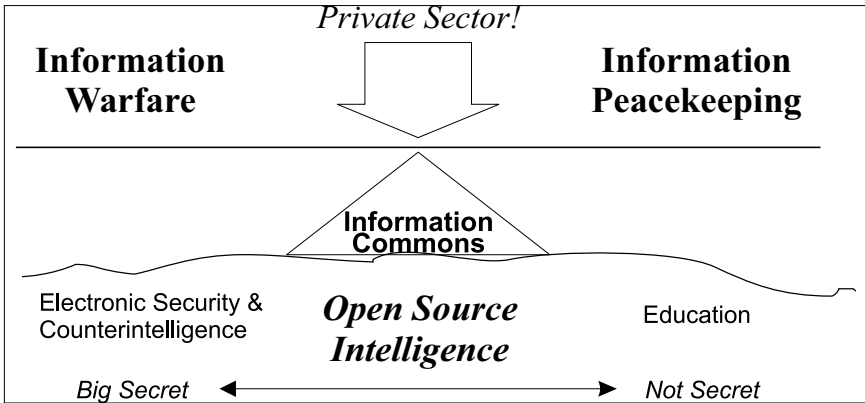 Private Sector!
Information
Warfare
Information
Peacekeeping
Information
Commons
Electronic Security &
Counterintelligence
Open Source
Intelligence
Education
Big Secret
Not Secret